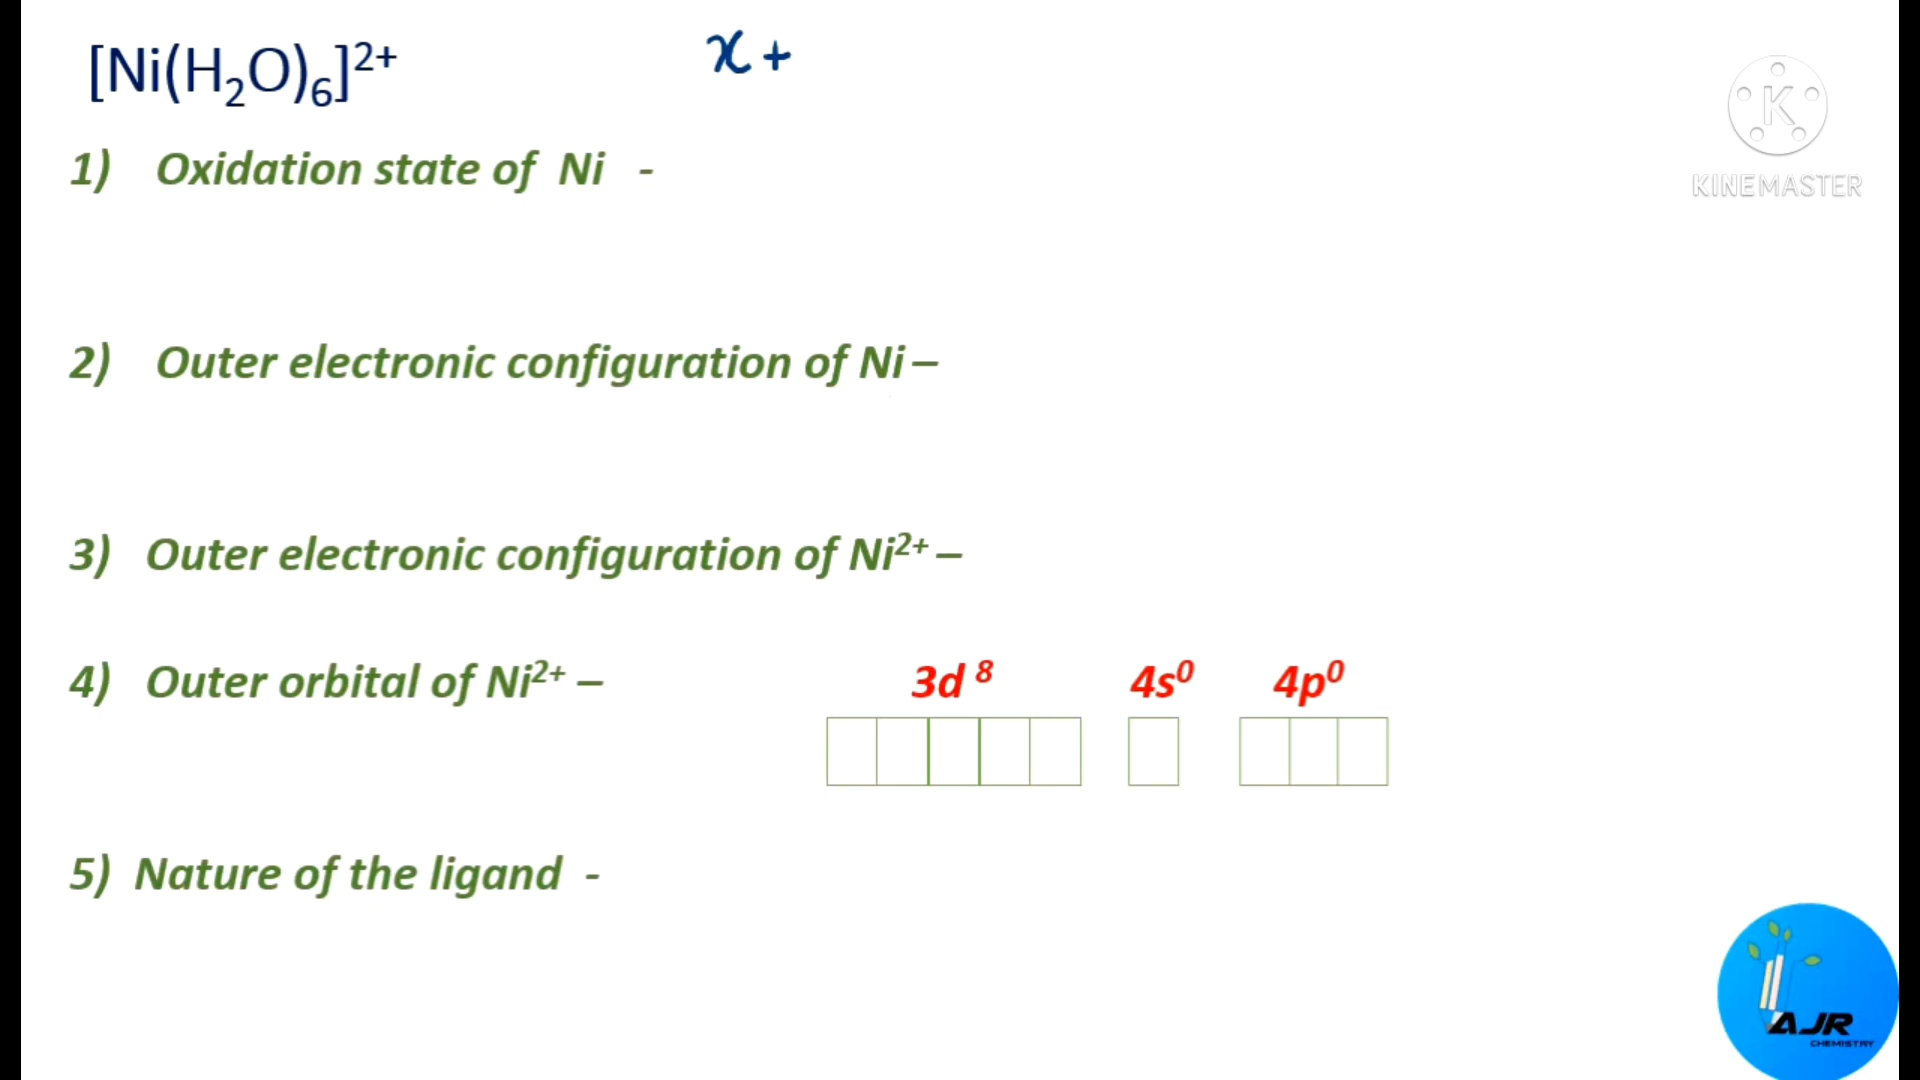 [Ni(H₂O)₆]²⁺ x +
KINEMASTER
1) Oxidation state of Ni -
2) Outer electronic configuration of Ni –
3) Outer electronic configuration of Ni²⁺ –
4) Outer orbital of Ni²⁺ – 3d ⁸ 4s⁰ 4p⁰
5) Nature of the ligand -
AJR
CHEMISTRY